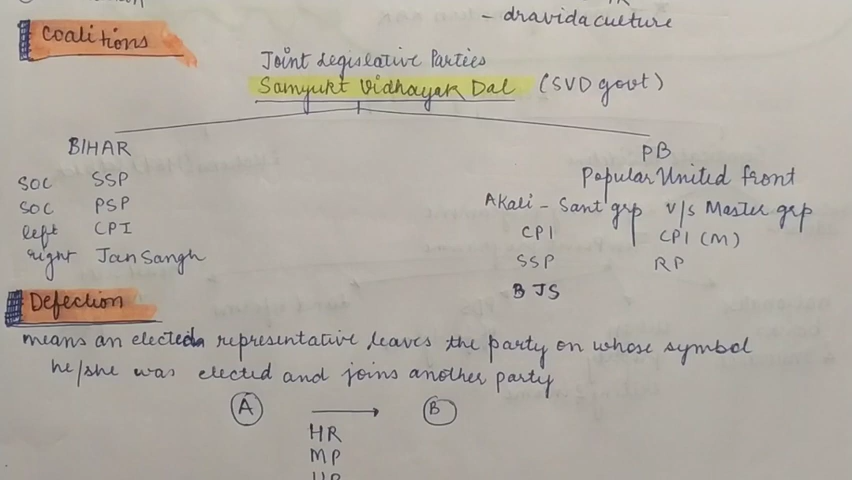 - dravida culture
Coalitions
Joint Legislative Parties
Samyukt Vidhayak Dal (SVD govt)
BIHAR
SOC SSP
SOC PSP
left CPI
right Jan Sangh
PB
Popular United front
Akali - Sant grp V/s Master grp
CPI CPI (M)
SSP RP
BJS
Defection
means an elected representative leaves the party on whose symbol
he/she was elected and joins another party
A → B
HR
MP